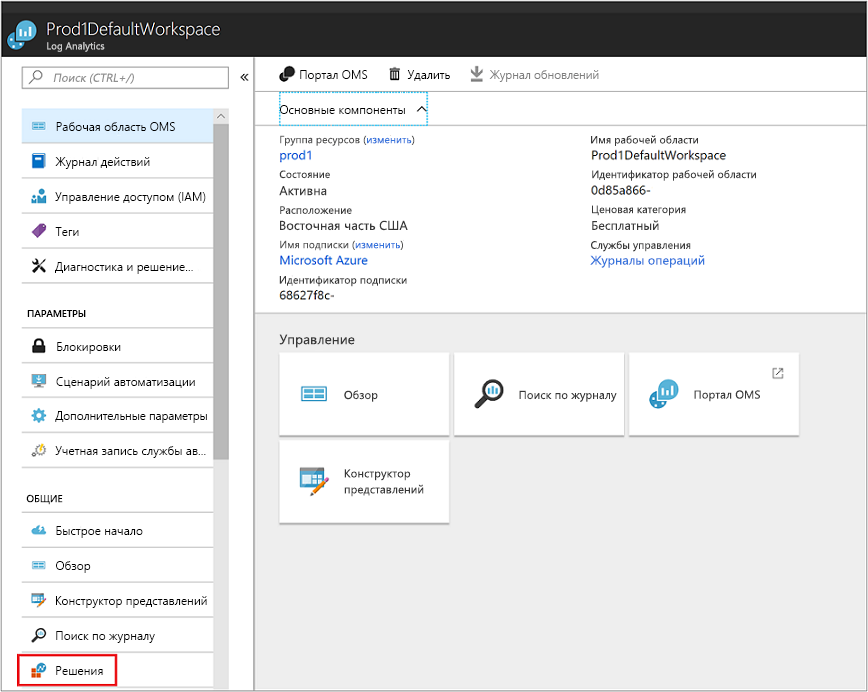 Prod1DefaultWorkspace
Log Analytics
Поиск (CTRL+/)
«
Рабочая область OMS
Журнал действий
Управление доступом (IAM)
Теги
Диагностика и решение...
ПАРАМЕТРЫ
Блокировки
Сценарий автоматизации
Дополнительные параметры
Учетная запись службы ав...
ОБЩИЕ
Быстрое начало
Обзор
Конструктор представлений
Поиск по журналу
Решения
Портал OMS Удалить Журнал обновлений
Основные компоненты
Группа ресурсов (изменить)
prod1
Состояние
Активна
Расположение
Восточная часть США
Имя подписки (изменить)
Microsoft Azure
Идентификатор подписки
68627f8c-
Имя рабочей области
Prod1DefaultWorkspace
Идентификатор рабочей области
0d85a866-
Ценовая категория
Бесплатный
Службы управления
Журналы операций
Управление
Обзор
Поиск по журналу
Портал OMS
Конструктор
представлений